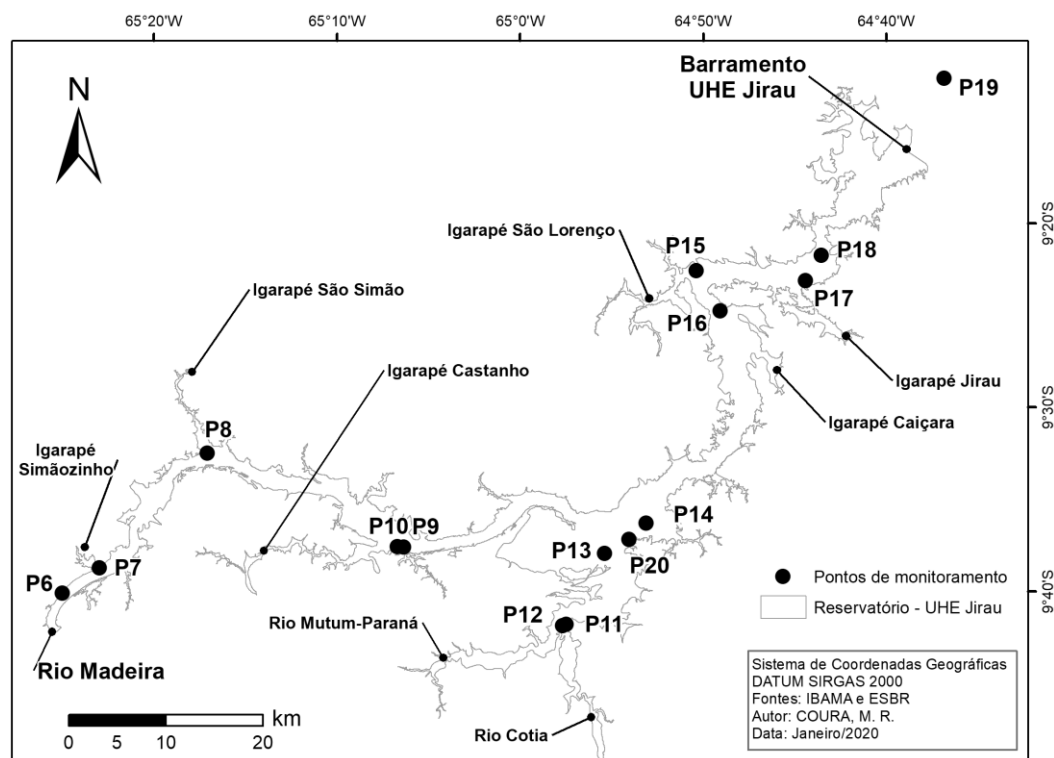 65°20'W 65°10'W 65°0'W 64°50'W 64°40'W
N
Barramento
UHE Jirau
P19
9°20'S
Igarapé São Lorenço
P15
P18
P17
P16
Igarapé São Simão
Igarapé Castanho
Igarapé Jirau
Igarapé Caiçara
9°30'S
P8
Igarapé
Simãozinho
P10 P9
P14
P13
P20
P6 P7
Pontos de monitoramento
Reservatório - UHE Jirau
9°40'S
P12 P11
Rio Mutum-Paraná
Rio Madeira
Rio Cotia
km
0 5 10 20
Sistema de Coordenadas Geográficas
DATUM SIRGAS 2000
Fontes: IBAMA e ESBR
Autor: COURA, M. R.
Data: Janeiro/2020